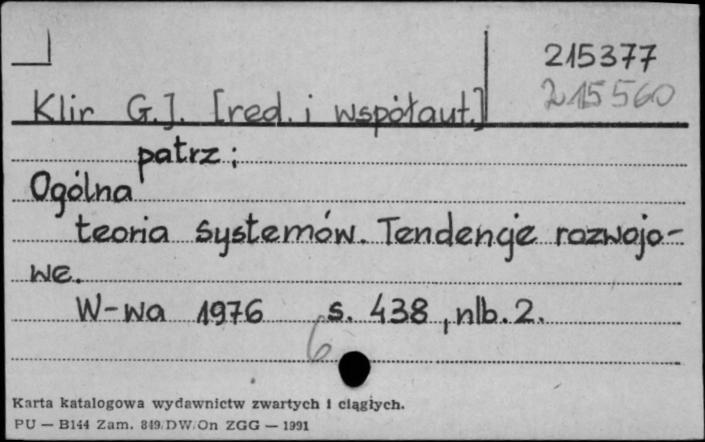 215377
215560
Klir G.J. [red. i współaut.]
patrz:
Ogólna
teoria systemów. Tendencje rozwojo-
we.
W-wa 1976 s. 438, nlb. 2.
6
Karta katalogowa wydawnictw zwartych i ciągłych.
PU — B144 Zam. 849/DW/On ZGG — 1991